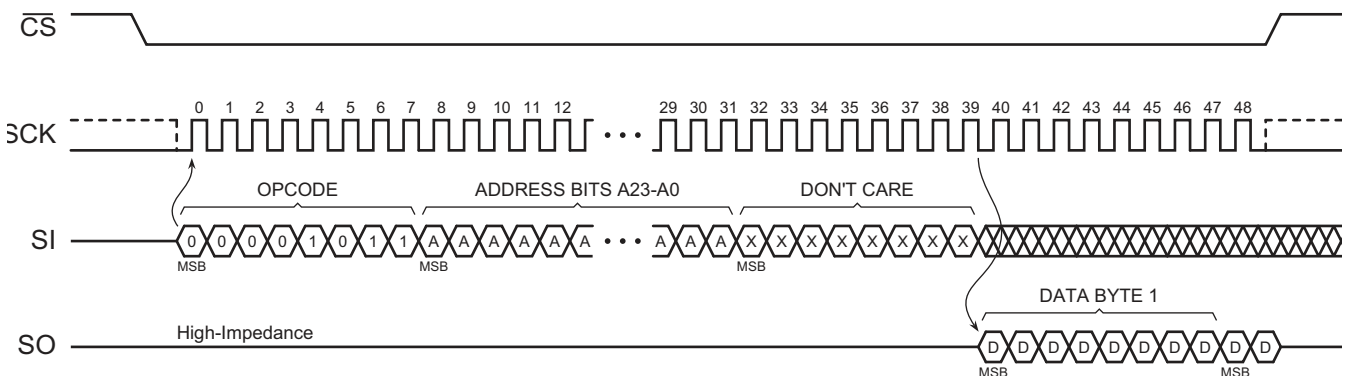 CS
SCK
0 1 2 3 4 5 6 7 8 9 10 11 12 29 30 31 32 33 34 35 36 37 38 39 40 41 42 43 44 45 46 47 48
OPCODE ADDRESS BITS A23-A0 DON'T CARE
SI 0 0 0 0 1 0 1 1 A A A A A A A A A X X X X X X X X
MSB MSB MSB
DATA BYTE 1
SO High-Impedance D D D D D D D D D D
MSB MSB